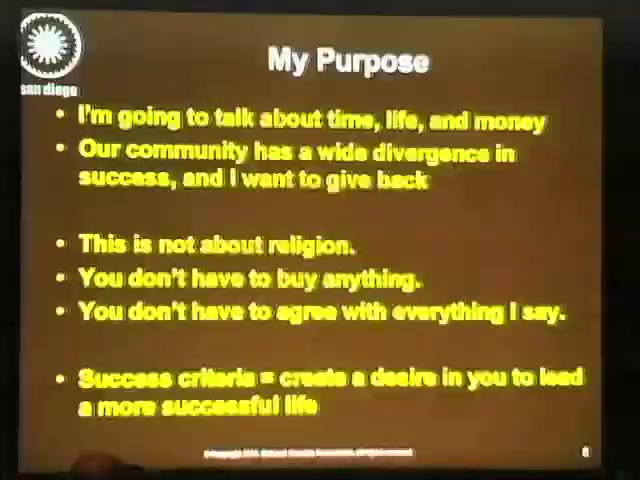 san diego
My Purpose
• I'm going to talk about time, life, and money
• Our community has a wide divergence in
success, and I want to give back
• This is not about religion.
• You don't have to buy anything.
• You don't have to agree with everything I say.
• Success criteria = create a desire in you to lead
a more successful life